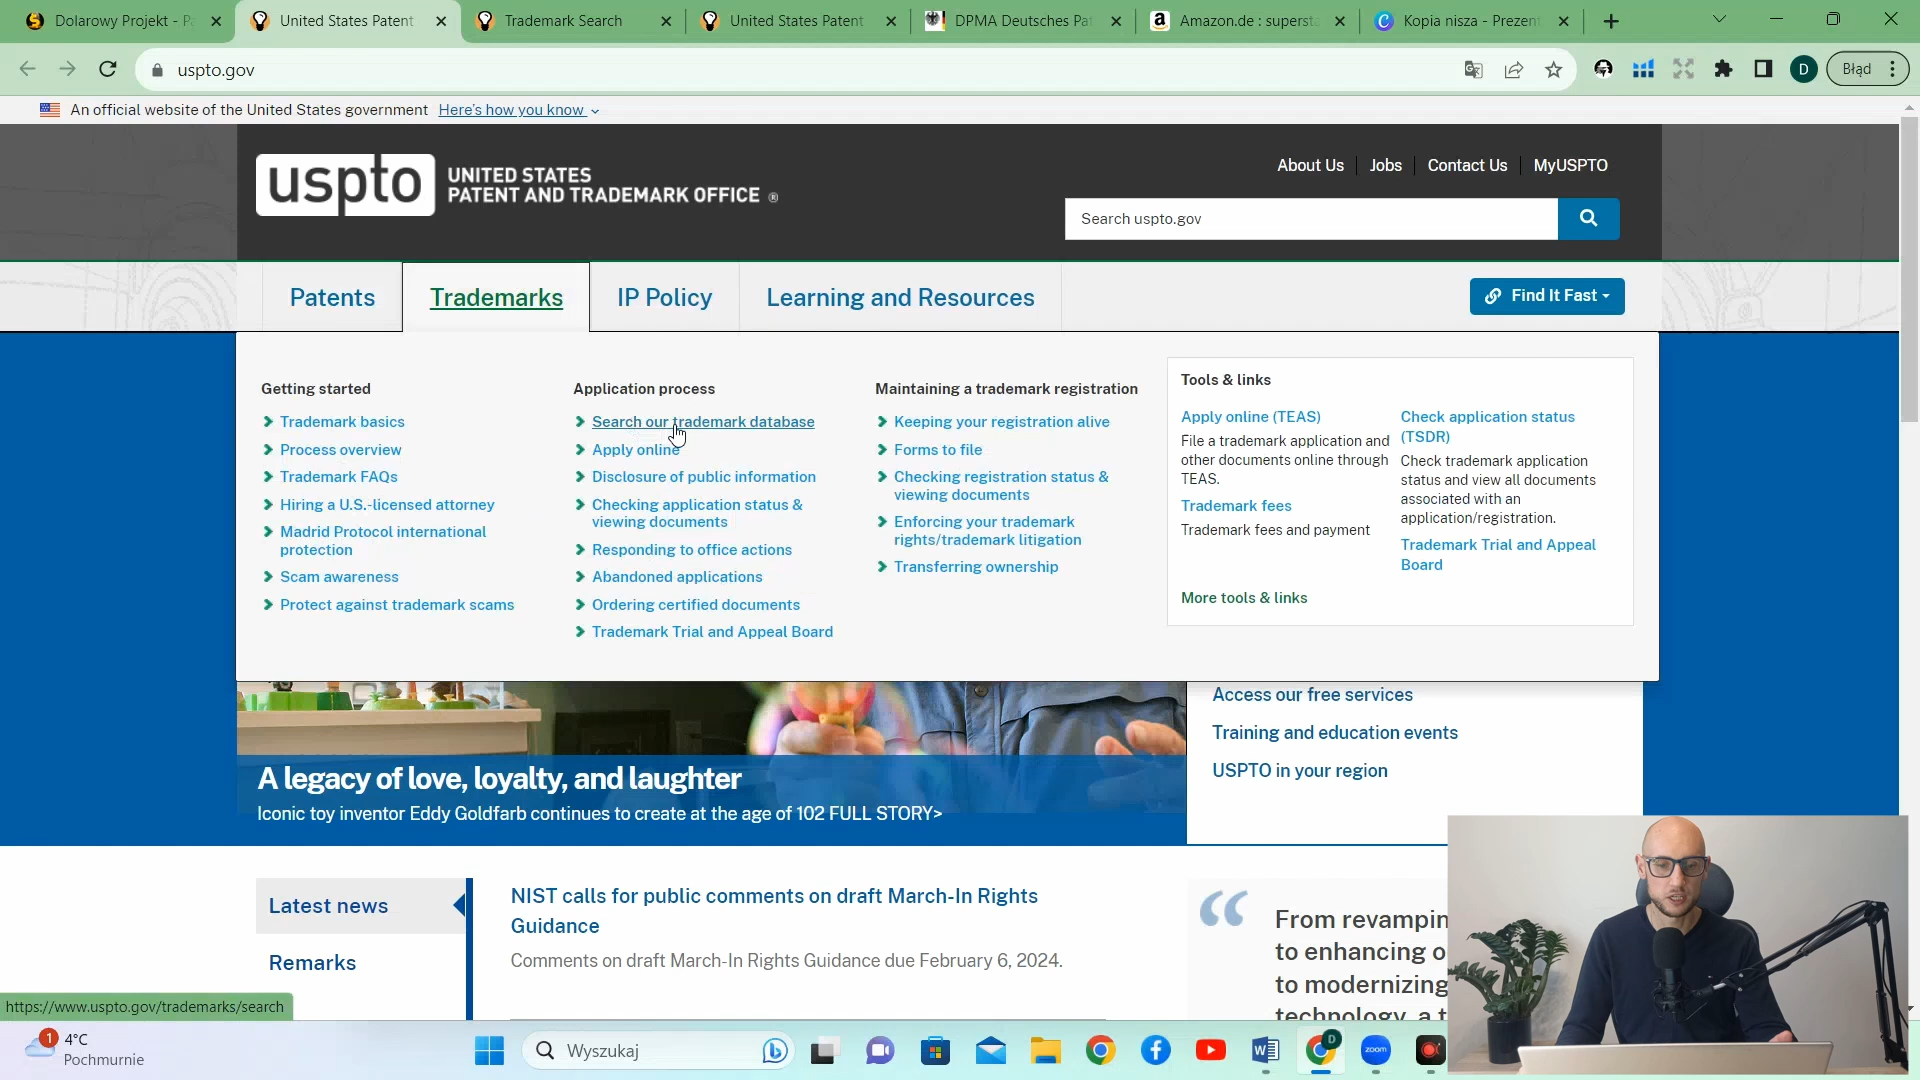 Dolarowy Projekt - Pa
United States Patent
Trademark Search
United States Patent
DPMA Deutsches Pat
Amazon.de : supersta
Kopia nisza - Prezent
uspto.gov
D
Błąd
An official website of the United States government Here's how you know
uspto UNITED STATES
PATENT AND TRADEMARK OFFICE ®
About Us
Jobs
Contact Us
MyUSPTO
Search uspto.gov
Patents
Trademarks
IP Policy
Learning and Resources
Find It Fast
Getting started
Trademark basics
Process overview
Trademark FAQs
Hiring a U.S.-licensed attorney
Madrid Protocol international
protection
Scam awareness
Protect against trademark scams
Application process
Search our trademark database
Apply online
Disclosure of public information
Checking application status &
viewing documents
Responding to office actions
Abandoned applications
Ordering certified documents
Trademark Trial and Appeal Board
Maintaining a trademark registration
Keeping your registration alive
Forms to file
Checking registration status &
viewing documents
Enforcing your trademark
rights/trademark litigation
Transferring ownership
Tools & links
Apply online (TEAS)
File a trademark application and
other documents online through
TEAS.
Trademark fees
Trademark fees and payment
Check application status
(TSDR)
Check trademark application
status and view all documents
associated with an
application/registration.
Trademark Trial and Appeal
Board
More tools & links
Access our free services
Training and education events
USPTO in your region
A legacy of love, loyalty, and laughter
Iconic toy inventor Eddy Goldfarb continues to create at the age of 102 FULL STORY>
Latest news
Remarks
NIST calls for public comments on draft March-In Rights
Guidance
Comments on draft March-In Rights Guidance due February 6, 2024.
From revampin
to enhancing o
to modernizing
technology, a t
https://www.uspto.gov/trademarks/search
1
4°C
Pochmurnie
Wyszukaj
D
zoom